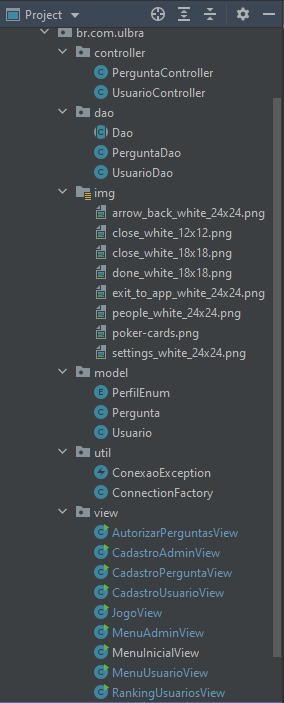 Project
br.com.ulbra
controller
PerguntaController
UsuarioController
dao
Dao
PerguntaDao
UsuarioDao
img
arrow_back_white_24x24.png
close_white_12x12.png
close_white_18x18.png
done_white_18x18.png
exit_to_app_white_24x24.png
people_white_24x24.png
poker-cards.png
settings_white_24x24.png
model
PerfilEnum
Pergunta
Usuario
util
ConexaoException
ConnectionFactory
view
AutorizarPerguntasView
CadastroAdminView
CadastroPerguntaView
CadastroUsuarioView
JogoView
MenuAdminView
MenuInicialView
MenuUsuarioView
RankingUsuariosView